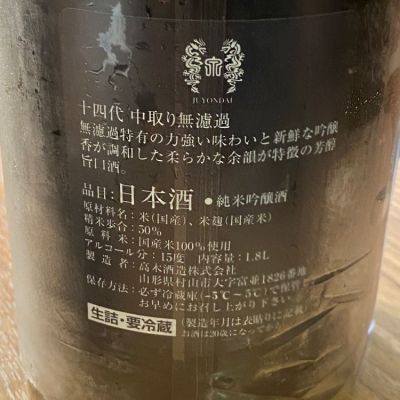 JUYONDAI
十四代 中取り無濾過
無濾過特有の力強い味わいと新鮮な吟醸
香が調和した柔らかな余韻が特徴の芳醇
旨口酒。
品目:日本酒 ●純米吟醸酒
原材料名:米(国産)、米麹(国産米)
精米歩合:50%
原料米:国産米100%使用
アルコール分:15度 内容量:1.8L
製造者:高木酒造株式会社
山形県村山市大字富並1826番地
保存方法:必ず冷蔵庫(-5℃~5℃)で保管し
お早めにお召し上がり下さい
生詰・要冷蔵 (製造年月は表貼りに記載)
お酒は20歳になってから